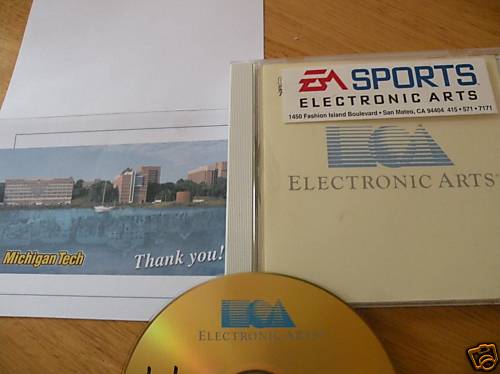 Michigan Tech
Thank you!
EA SPORTS
ELECTRONIC ARTS
1450 Fashion Island Boulevard • San Mateo, CA 94404 415 • 571 • 7171
ELECTRONIC ARTS®
ELECTRONIC ARTS®